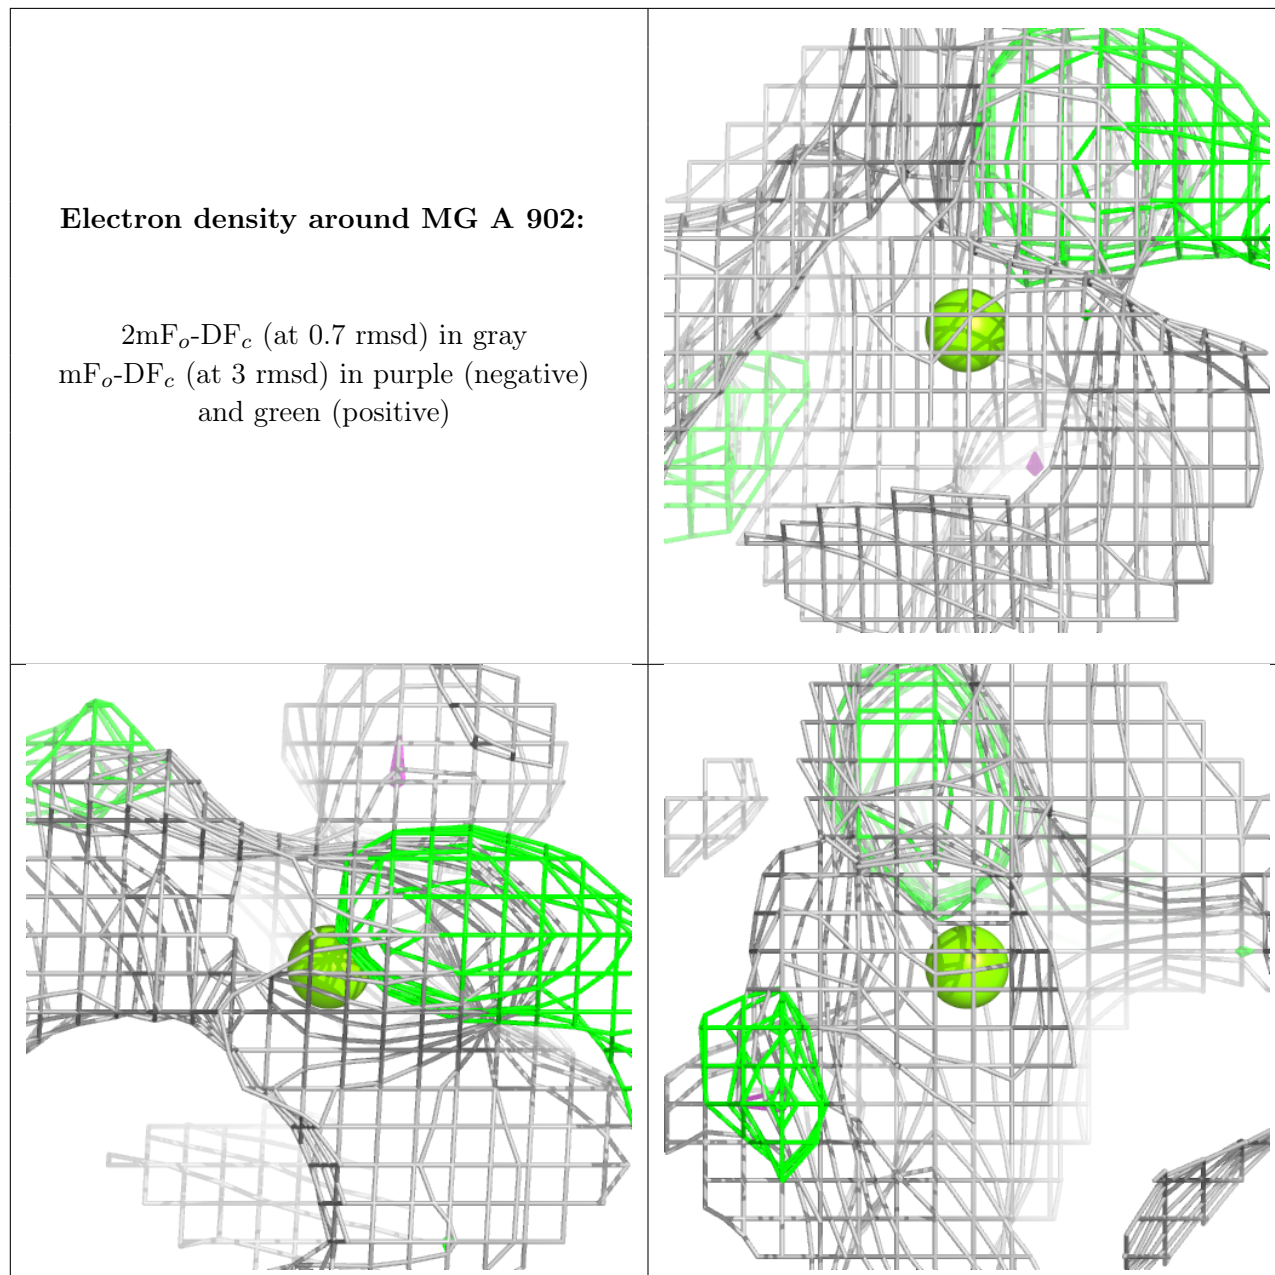 Electron density around MG A 902:
2mFo-DFc (at 0.7 rmsd) in gray
mFo-DFc (at 3 rmsd) in purple (negative)
and green (positive)